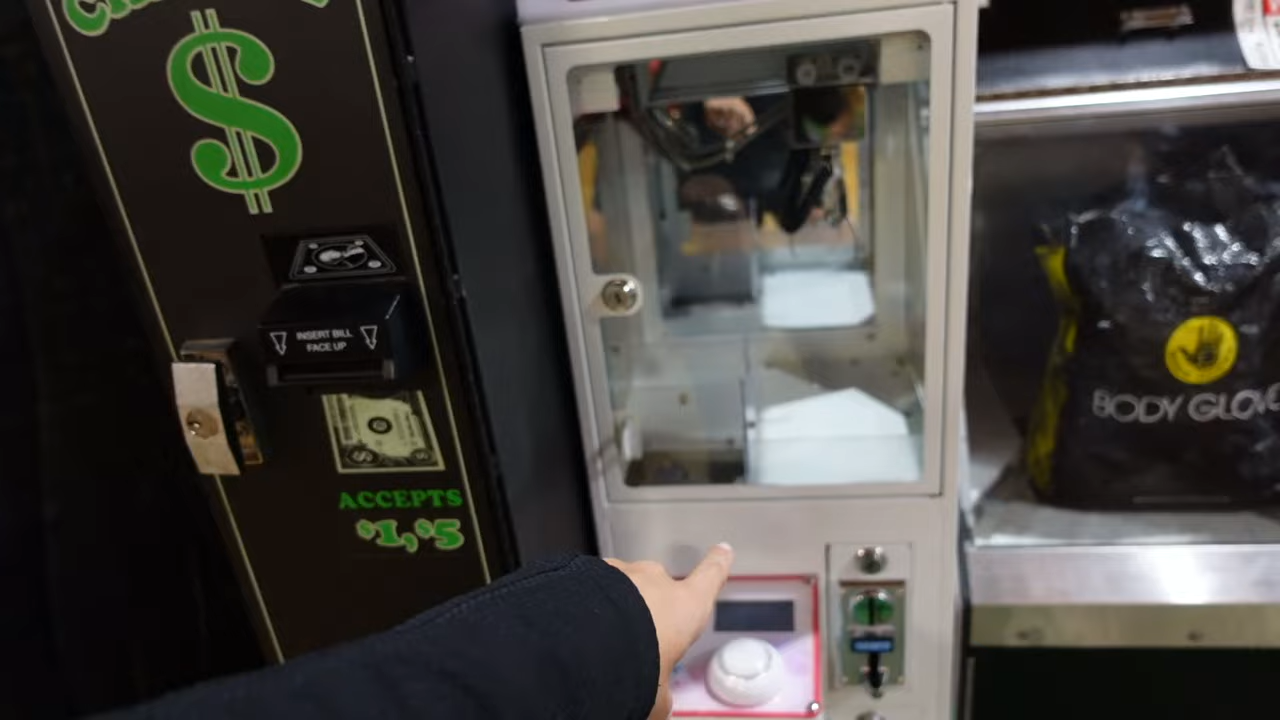 $
INSERT BILL
FACE UP
ACCEPTS
$1, $5
BODY GLOVE